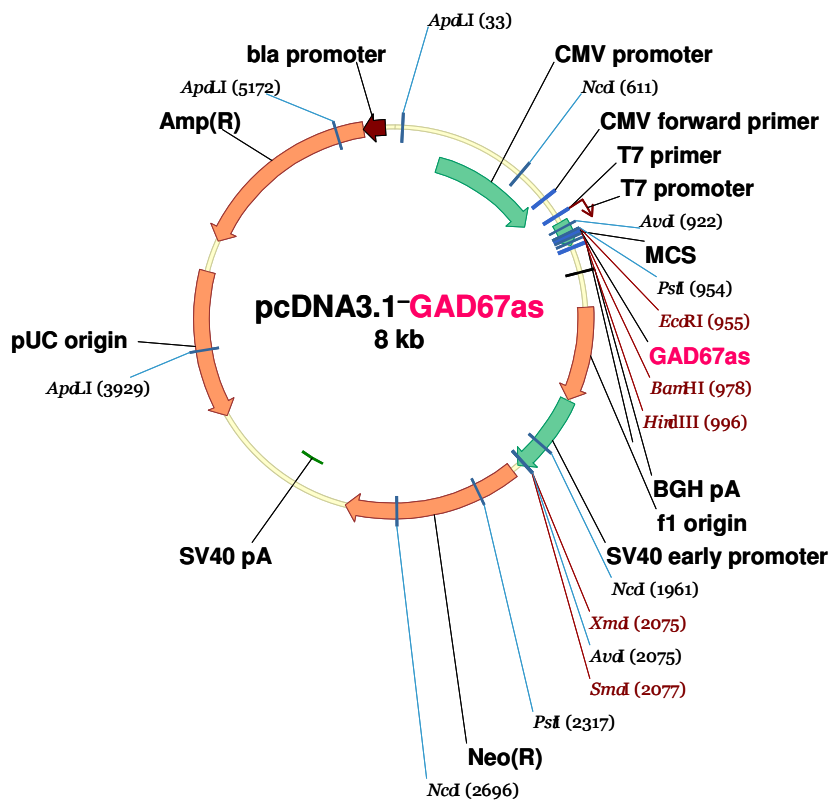 ApaLI (33)
bla promoter
CMV promoter
ApaLI (5172)
NcoI (611)
Amp(R)
CMV forward primer
T7 primer
T7 promoter
AvaI (922)
MCS
PstI (954)
pcDNA3.1–GAD67as
EcoRI (955)
8 kb
pUC origin
GAD67as
ApaLI (3929)
BamHI (978)
HindIII (996)
BGH pA
f1 origin
SV40 pA
SV40 early promoter
NcoI (1961)
XmaI (2075)
AvaI (2075)
SmaI (2077)
PstI (2317)
Neo(R)
NcoI (2696)